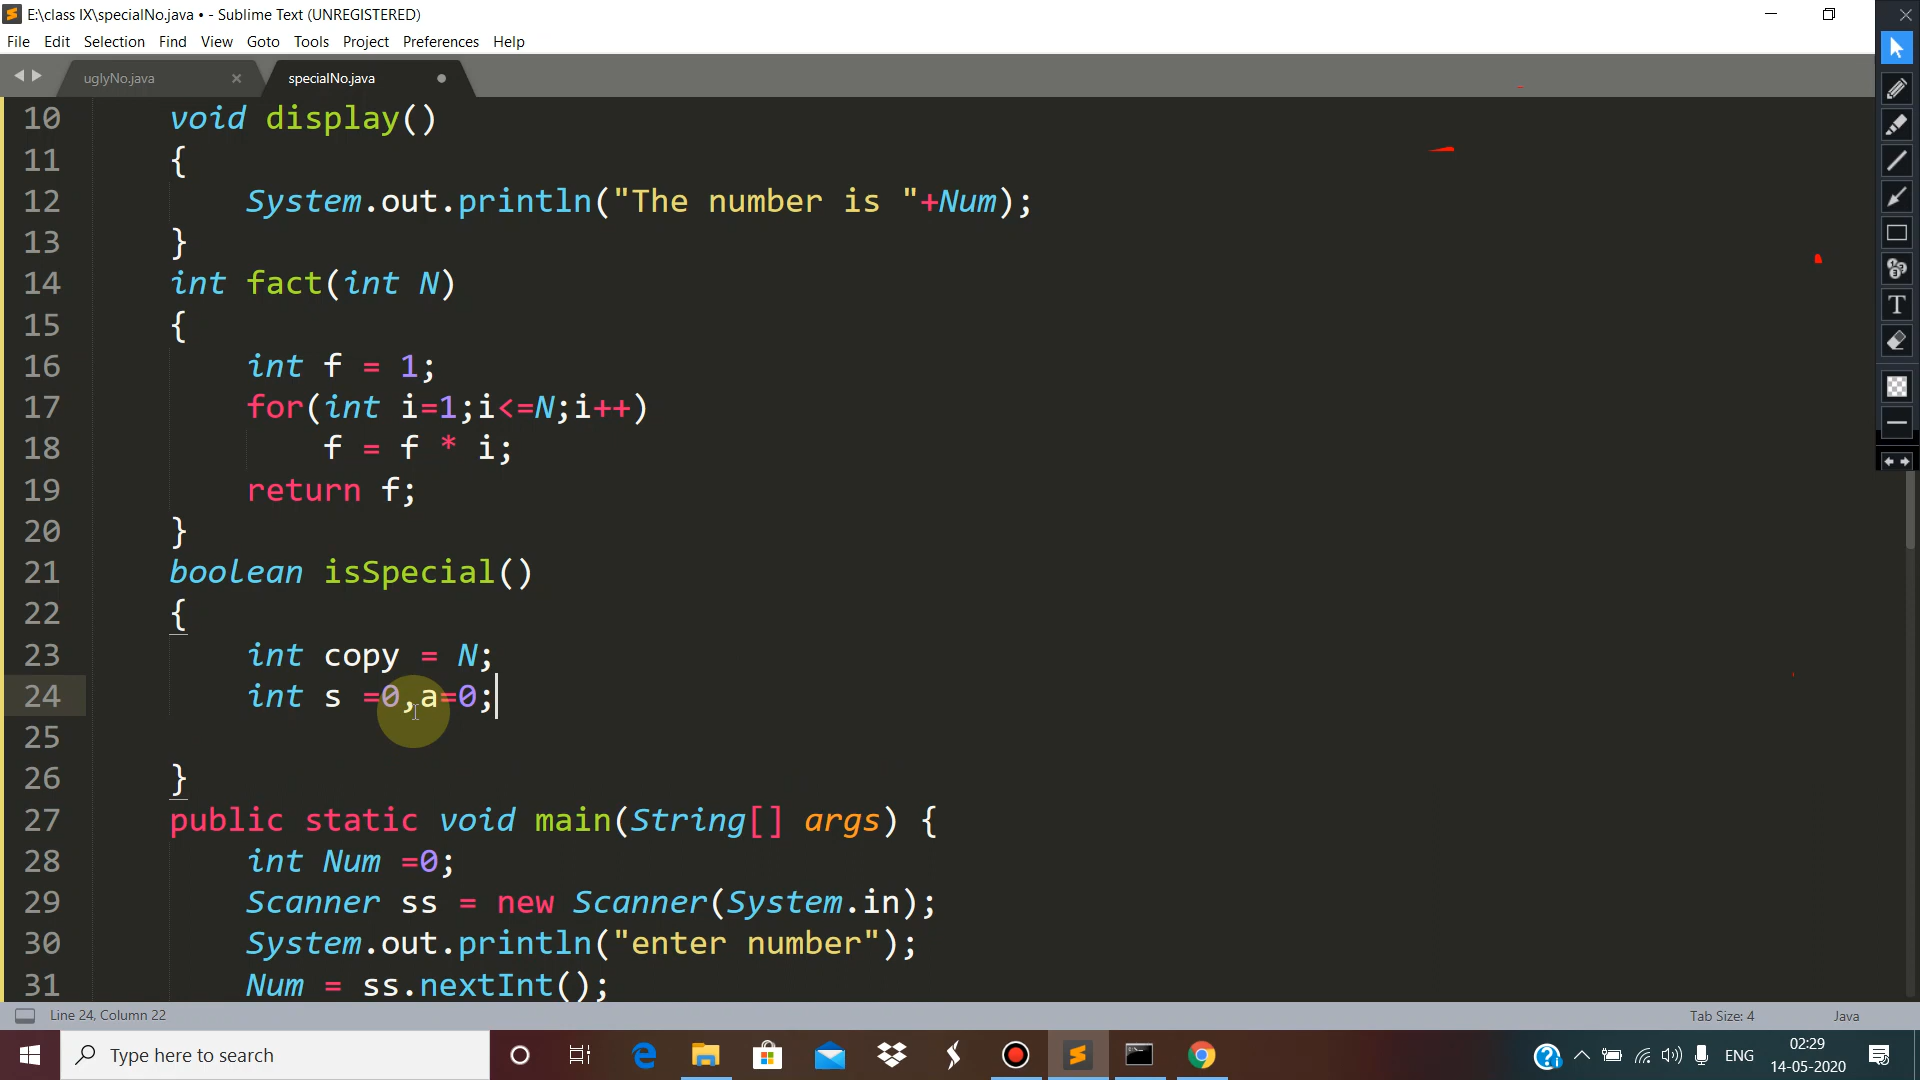 E:\class IX\specialNo.java • - Sublime Text (UNREGISTERED)
File Edit Selection Find View Goto Tools Project Preferences Help
uglyNo.java specialNo.java
10 void display()
11 {
12 System.out.println("The number is "+Num);
13 }
14 int fact(int N)
15 {
16 int f = 1;
17 for(int i=1;i<=N;i++)
18 f = f * i;
19 return f;
20 }
21 boolean isSpecial()
22 {
23 int copy = N;
24 int s =0,a=0;
25
26 }
27 public static void main(String[] args) {
28 int Num =0;
29 Scanner ss = new Scanner(System.in);
30 System.out.println("enter number");
31 Num = ss.nextInt();
Line 24, Column 22 Tab Size: 4 Java
Type here to search ENG 02:29
14-05-2020